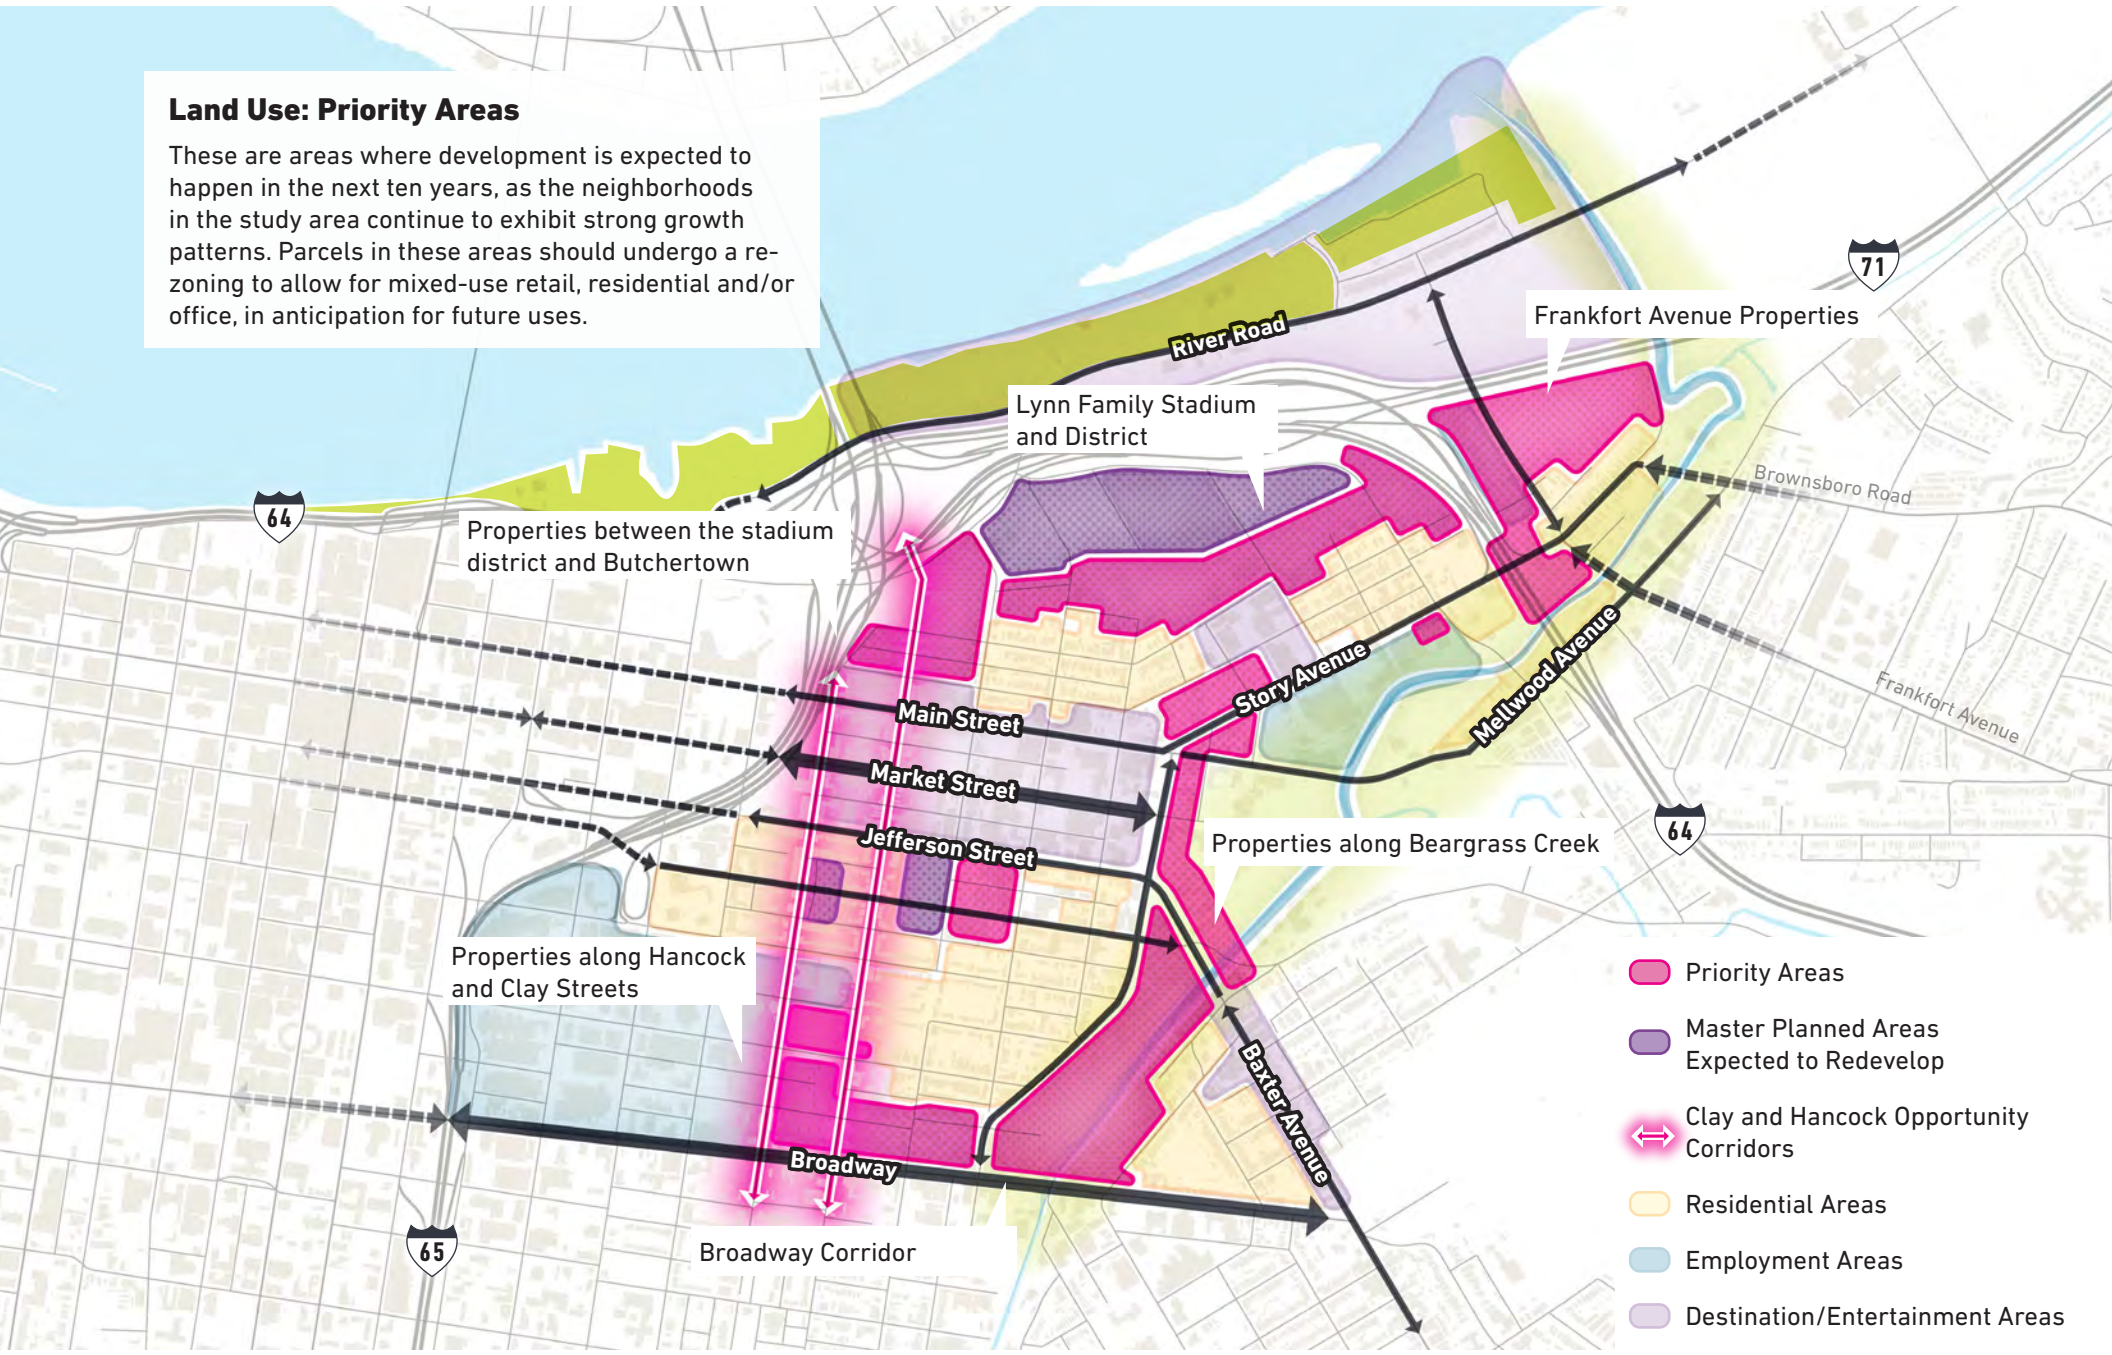 Land Use: Priority Areas
These are areas where development is expected to
happen in the next ten years, as the neighborhoods
in the study area continue to exhibit strong growth
patterns. Parcels in these areas should undergo a re-
zoning to allow for mixed-use retail, residential and/or
office, in anticipation for future uses.
71
Frankfort Avenue Properties
River Road
Lynn Family Stadium
and District
Brownsboro Road
64
Properties between the stadium
district and Butchertown
Story Avenue
Mellwood Avenue
Frankfort Avenue
Main Street
Market Street
Jefferson Street
64
Properties along Beargrass Creek
Properties along Hancock
and Clay Streets
Baxter Avenue
Broadway
65
Broadway Corridor
Priority Areas
Master Planned Areas
Expected to Redevelop
Clay and Hancock Opportunity
Corridors
Residential Areas
Employment Areas
Destination/Entertainment Areas